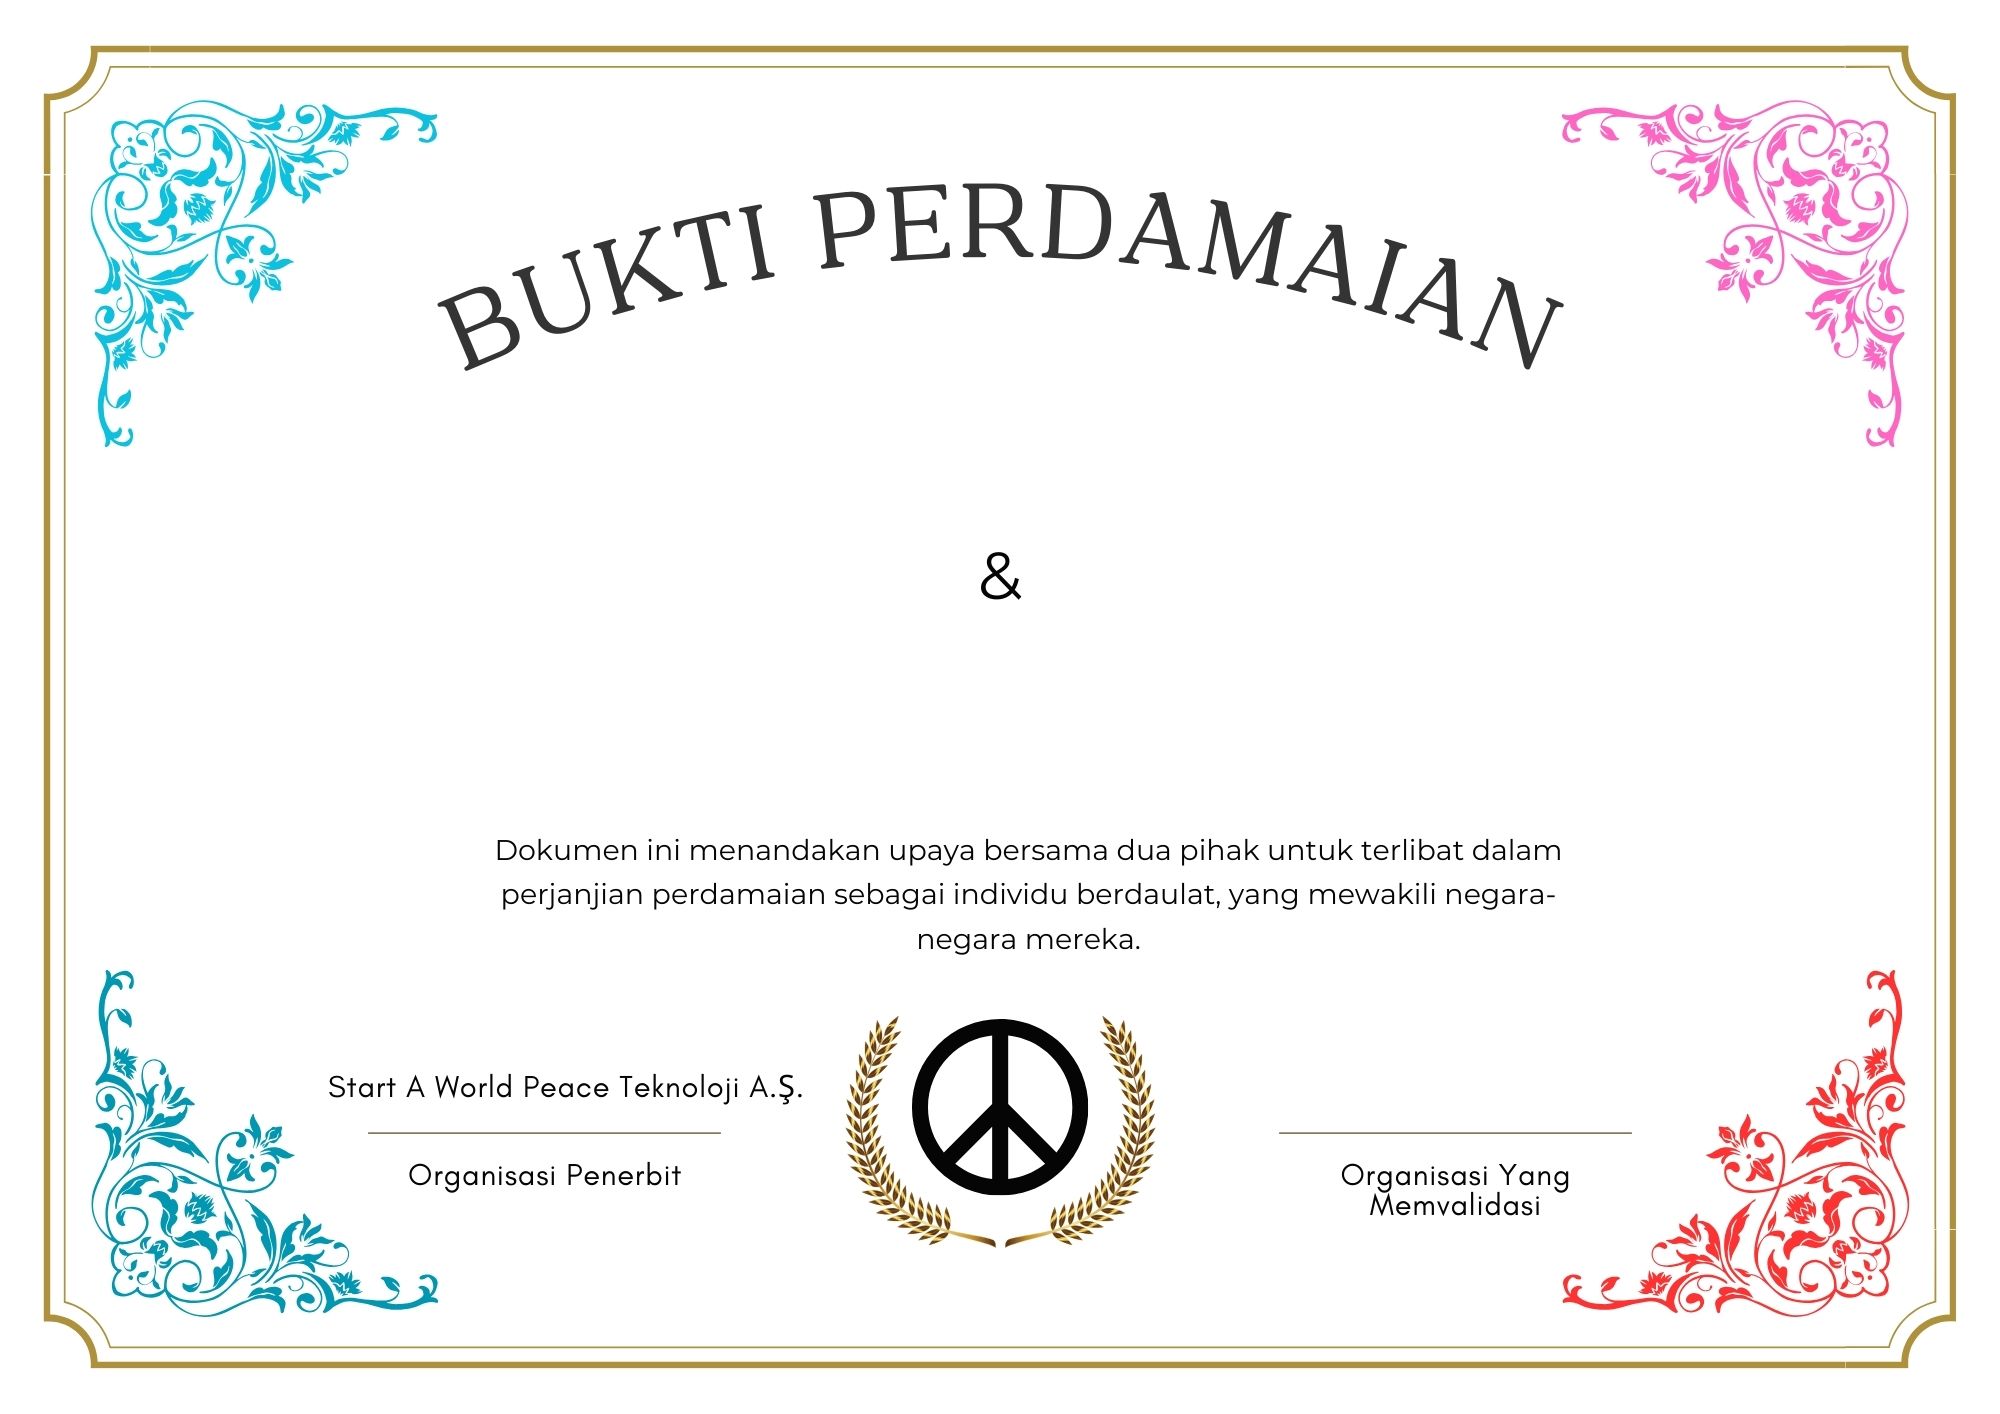 BUKTI PERDAMAIAN
&
Dokumen ini menandakan upaya bersama dua pihak untuk terlibat dalam
perjanjian perdamaian sebagai individu berdaulat, yang mewakili negara-
negara mereka.
Start A World Peace Teknoloji A.Ş.
Organisasi Penerbit
Organisasi Yang
Memvalidasi